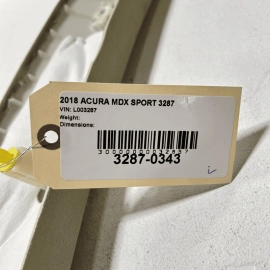 2018 ACURA MDX SPORT 3287
VIN: L003287
Weight:
Dimensions:
3287-0343